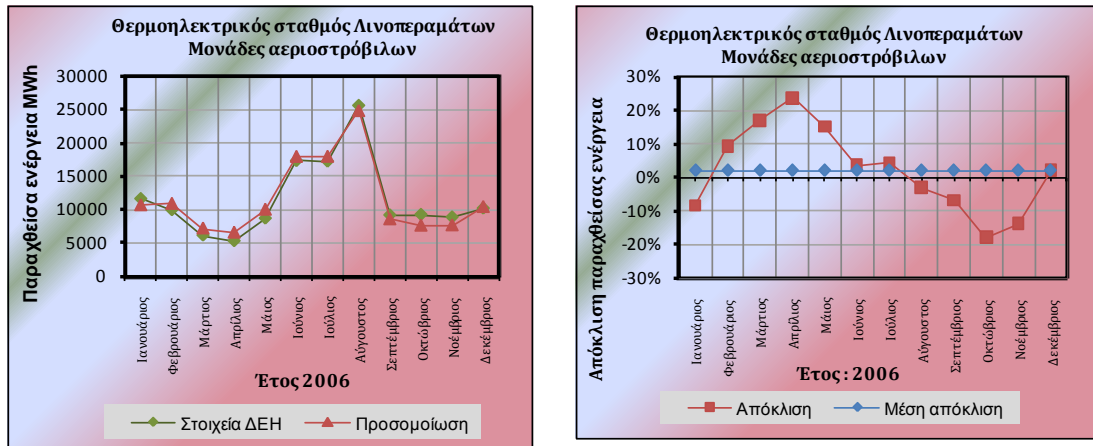 Θερμοηλεκτρικός σταθμός Λινοπεραμάτων
Μονάδες αεριοστρόβιλων
Παραχθείσα ενέργεια MWh
30000
25000
20000
15000
10000
5000
0
Ιανουάριος
Φεβρουάριος
Μάρτιος
Απρίλιος
Μάιος
Ιούνιος
Ιούλιος
Αύγουστος
Σεπτέμβριος
Οκτώβριος
Νοέμβριος
Δεκέμβριος
Έτος 2006
Στοιχεία ΔΕΗ
Προσομοίωση
Θερμοηλεκτρικός σταθμός Λινοπεραμάτων
Μονάδες αεριοστρόβιλων
Απόκλιση παραχθείσας ενέργεια
30%
20%
10%
0%
-10%
-20%
-30%
Ιανουάριος
Φεβρουάριος
Μάρτιος
Απρίλιος
Μάιος
Ιούνιος
Ιούλιος
Αύγουστος
Σεπτέμβριος
Οκτώβριος
Νοέμβριος
Δεκέμβριος
Έτος : 2006
Απόκλιση
Μέση απόκλιση